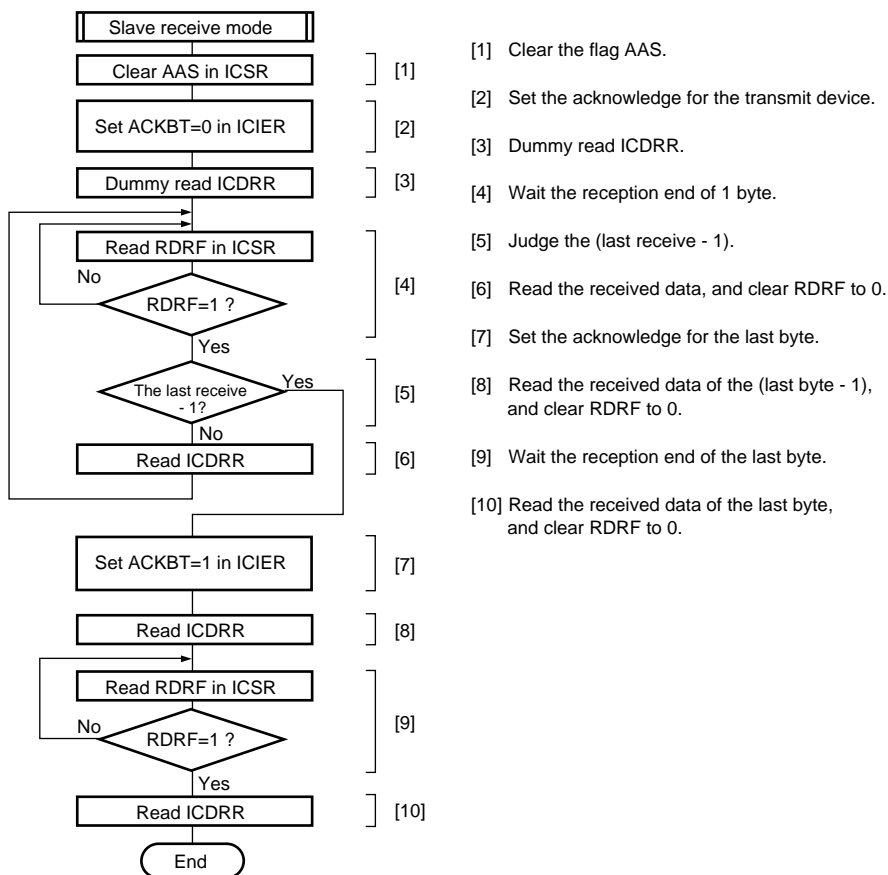 Slave receive mode
Clear AAS in ICSR
[1]
Set ACKBT=0 in ICIER
[2]
Dummy read ICDRR
[3]
Read RDRF in ICSR
No
RDRF=1 ?
[4]
Yes
The last receive
- 1?
Yes
[5]
No
Read ICDRR
[6]
Set ACKBT=1 in ICIER
[7]
Read ICDRR
[8]
Read RDRF in ICSR
No
RDRF=1 ?
[9]
Yes
Read ICDRR
[10]
End
[1] Clear the flag AAS.
[2] Set the acknowledge for the transmit device.
[3] Dummy read ICDRR.
[4] Wait the reception end of 1 byte.
[5] Judge the (last receive - 1).
[6] Read the received data, and clear RDRF to 0.
[7] Set the acknowledge for the last byte.
[8] Read the received data of the (last byte - 1),
and clear RDRF to 0.
[9] Wait the reception end of the last byte.
[10] Read the received data of the last byte,
and clear RDRF to 0.